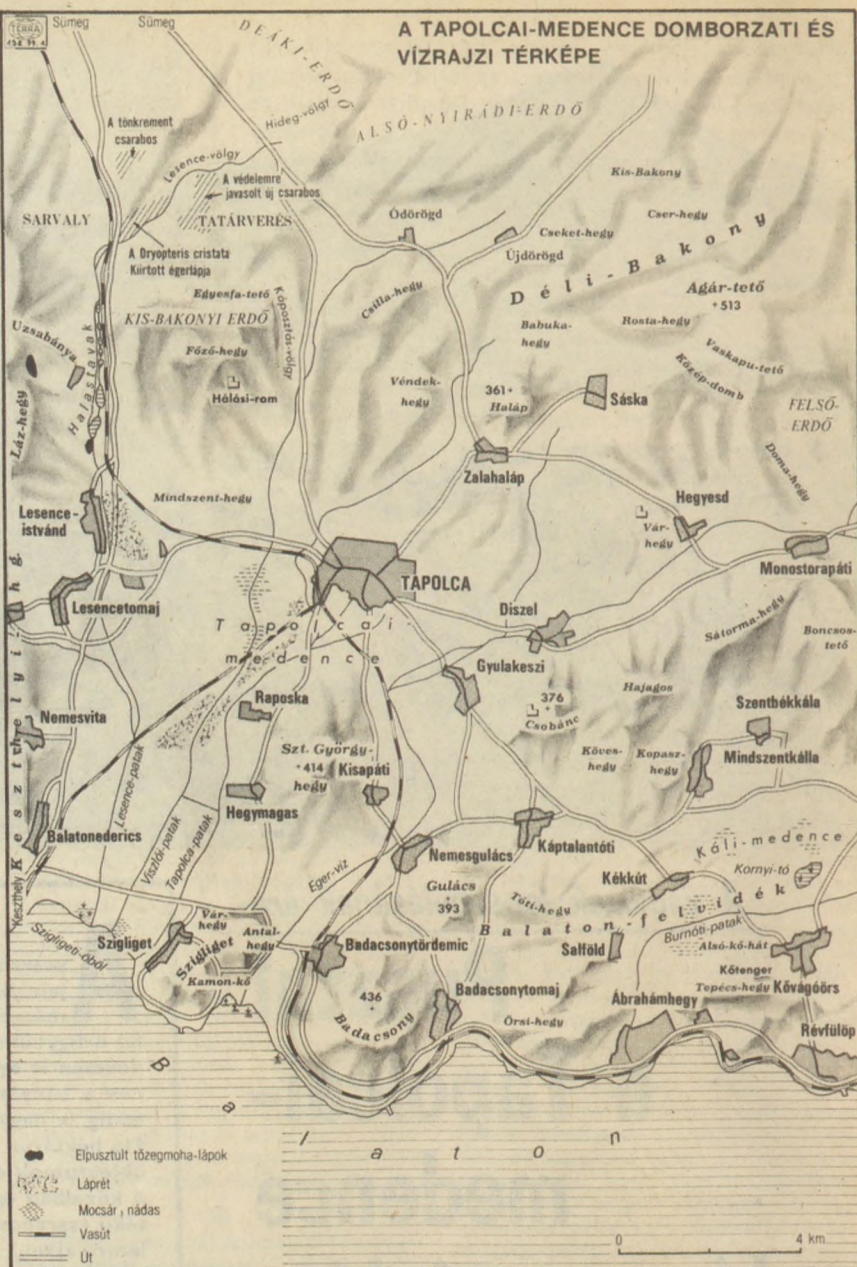 TERRA
Sümeg
Sümeg
A TAPOLCAI-MEDENCE DOMBORZATI ÉS
VÍZRAJZI TÉRKÉPE
DEÁKI-ERDŐ
Hideg-völgy
ALSÓ-NYIRÁDI-ERDŐ
A tönkrement
csarabos
Lesence-völgy
A védelemre
javasolt új csarabos
Kis-Bakony
SARVALY
TATÁRVERÉS
Ódörögd
Cser-hegy
Cseket-hegy
Újdörögd
A Dryopteris cristata
Kiirtott égerlápja
Déli-Bakony
Agár-tető
513
Egyesfa-tető
Káposztás-völgy
Csilla-hegy
KIS-BAKONYI ERDŐ
Babuka-
hegy
Rosta-hegy
Uzsabánya
Halastavak
Főző-hegy
Vaskapu-tető
Közép-domb
Hálási-rom
Véndek-
hegy
361
Haláp
Sáska
FELSŐ-
ERDŐ
Láz-hegy
Doma-hegy
Zalahaláp
Mindszent-hegy
Hegyesd
Lesence-
istvánd
Vár-
hegy
Monostorapáti
TAPOLCA
Lesencetomaj
Diszel
Tapolcai-
medence
Sátorma-hegy
Boncsos-
tető
Gyulakeszi
Keszthelyi-hg
Hajagos
376
Csobánc
Raposka
Szentbékkála
Nemesvita
Szt. György-
414
hegy
Kisapáti
Köves-
hegy
Kopasz-
hegy
Mindszentkálla
Lesence-patak
Hegymagas
Balatonederics
Viszlói-patak
Tapolca-patak
Nemesgulács
Káptalantóti
Káli-medence
Eger-víz
Kornyi-tó
Keszthely
Gulács
393
Kékkút
Tóti-hegy
Balaton-felvidék
Szigligeti-öböl
Szigliget
Vár-
hegy
Antal-
hegy
Burnóti-patak
Szigliget
Badacsonytördemic
Salföld
Alsó-kő-hát
Kamon-kő
Kőtenger
Tepécs-hegy
Kővágóörs
436
Badacsony
Badacsonytomaj
Ábrahámhegy
Örsi-hegy
Révfülöp
Balaton
Elpusztult tőzegmoha-lápok
Láprét
Mocsár, nádas
Vasút
Út
0
4 km